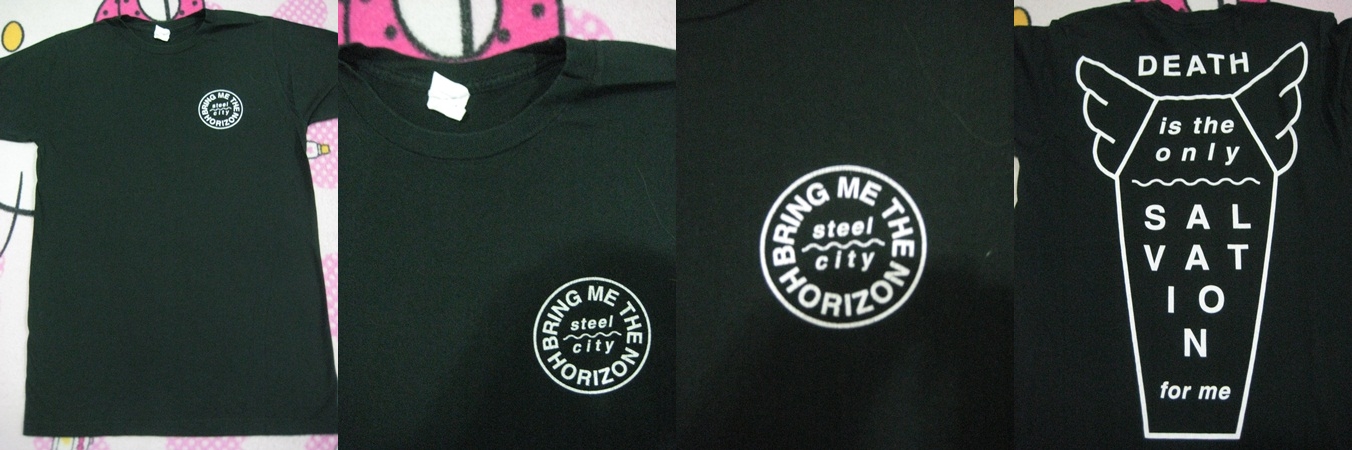 BRING ME THE HORIZON
steel
city
BRING ME THE HORIZON
steel
city
BRING ME THE HORIZON
steel
city
DEATH
is the
only
SAL
VAT
IO
N
for me